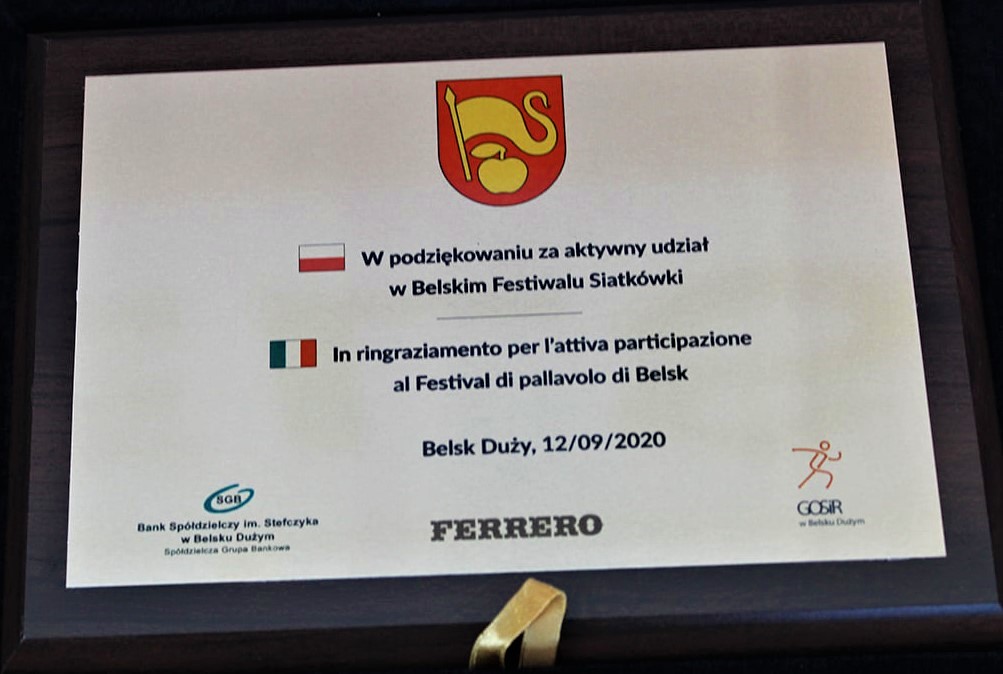 W podziękowaniu za aktywny udział
w Belskim Festiwalu Siatkówki
In ringraziamento per l'attiva participazione
al Festival di pallavolo di Belsk
Belsk Duży, 12/09/2020
SGB
Bank Spółdzielczy im. Stefczyka
w Belsku Dużym
Spółdzielcza Grupa Bankowa
FERRERO
GOSiR
w Belsku Dużym